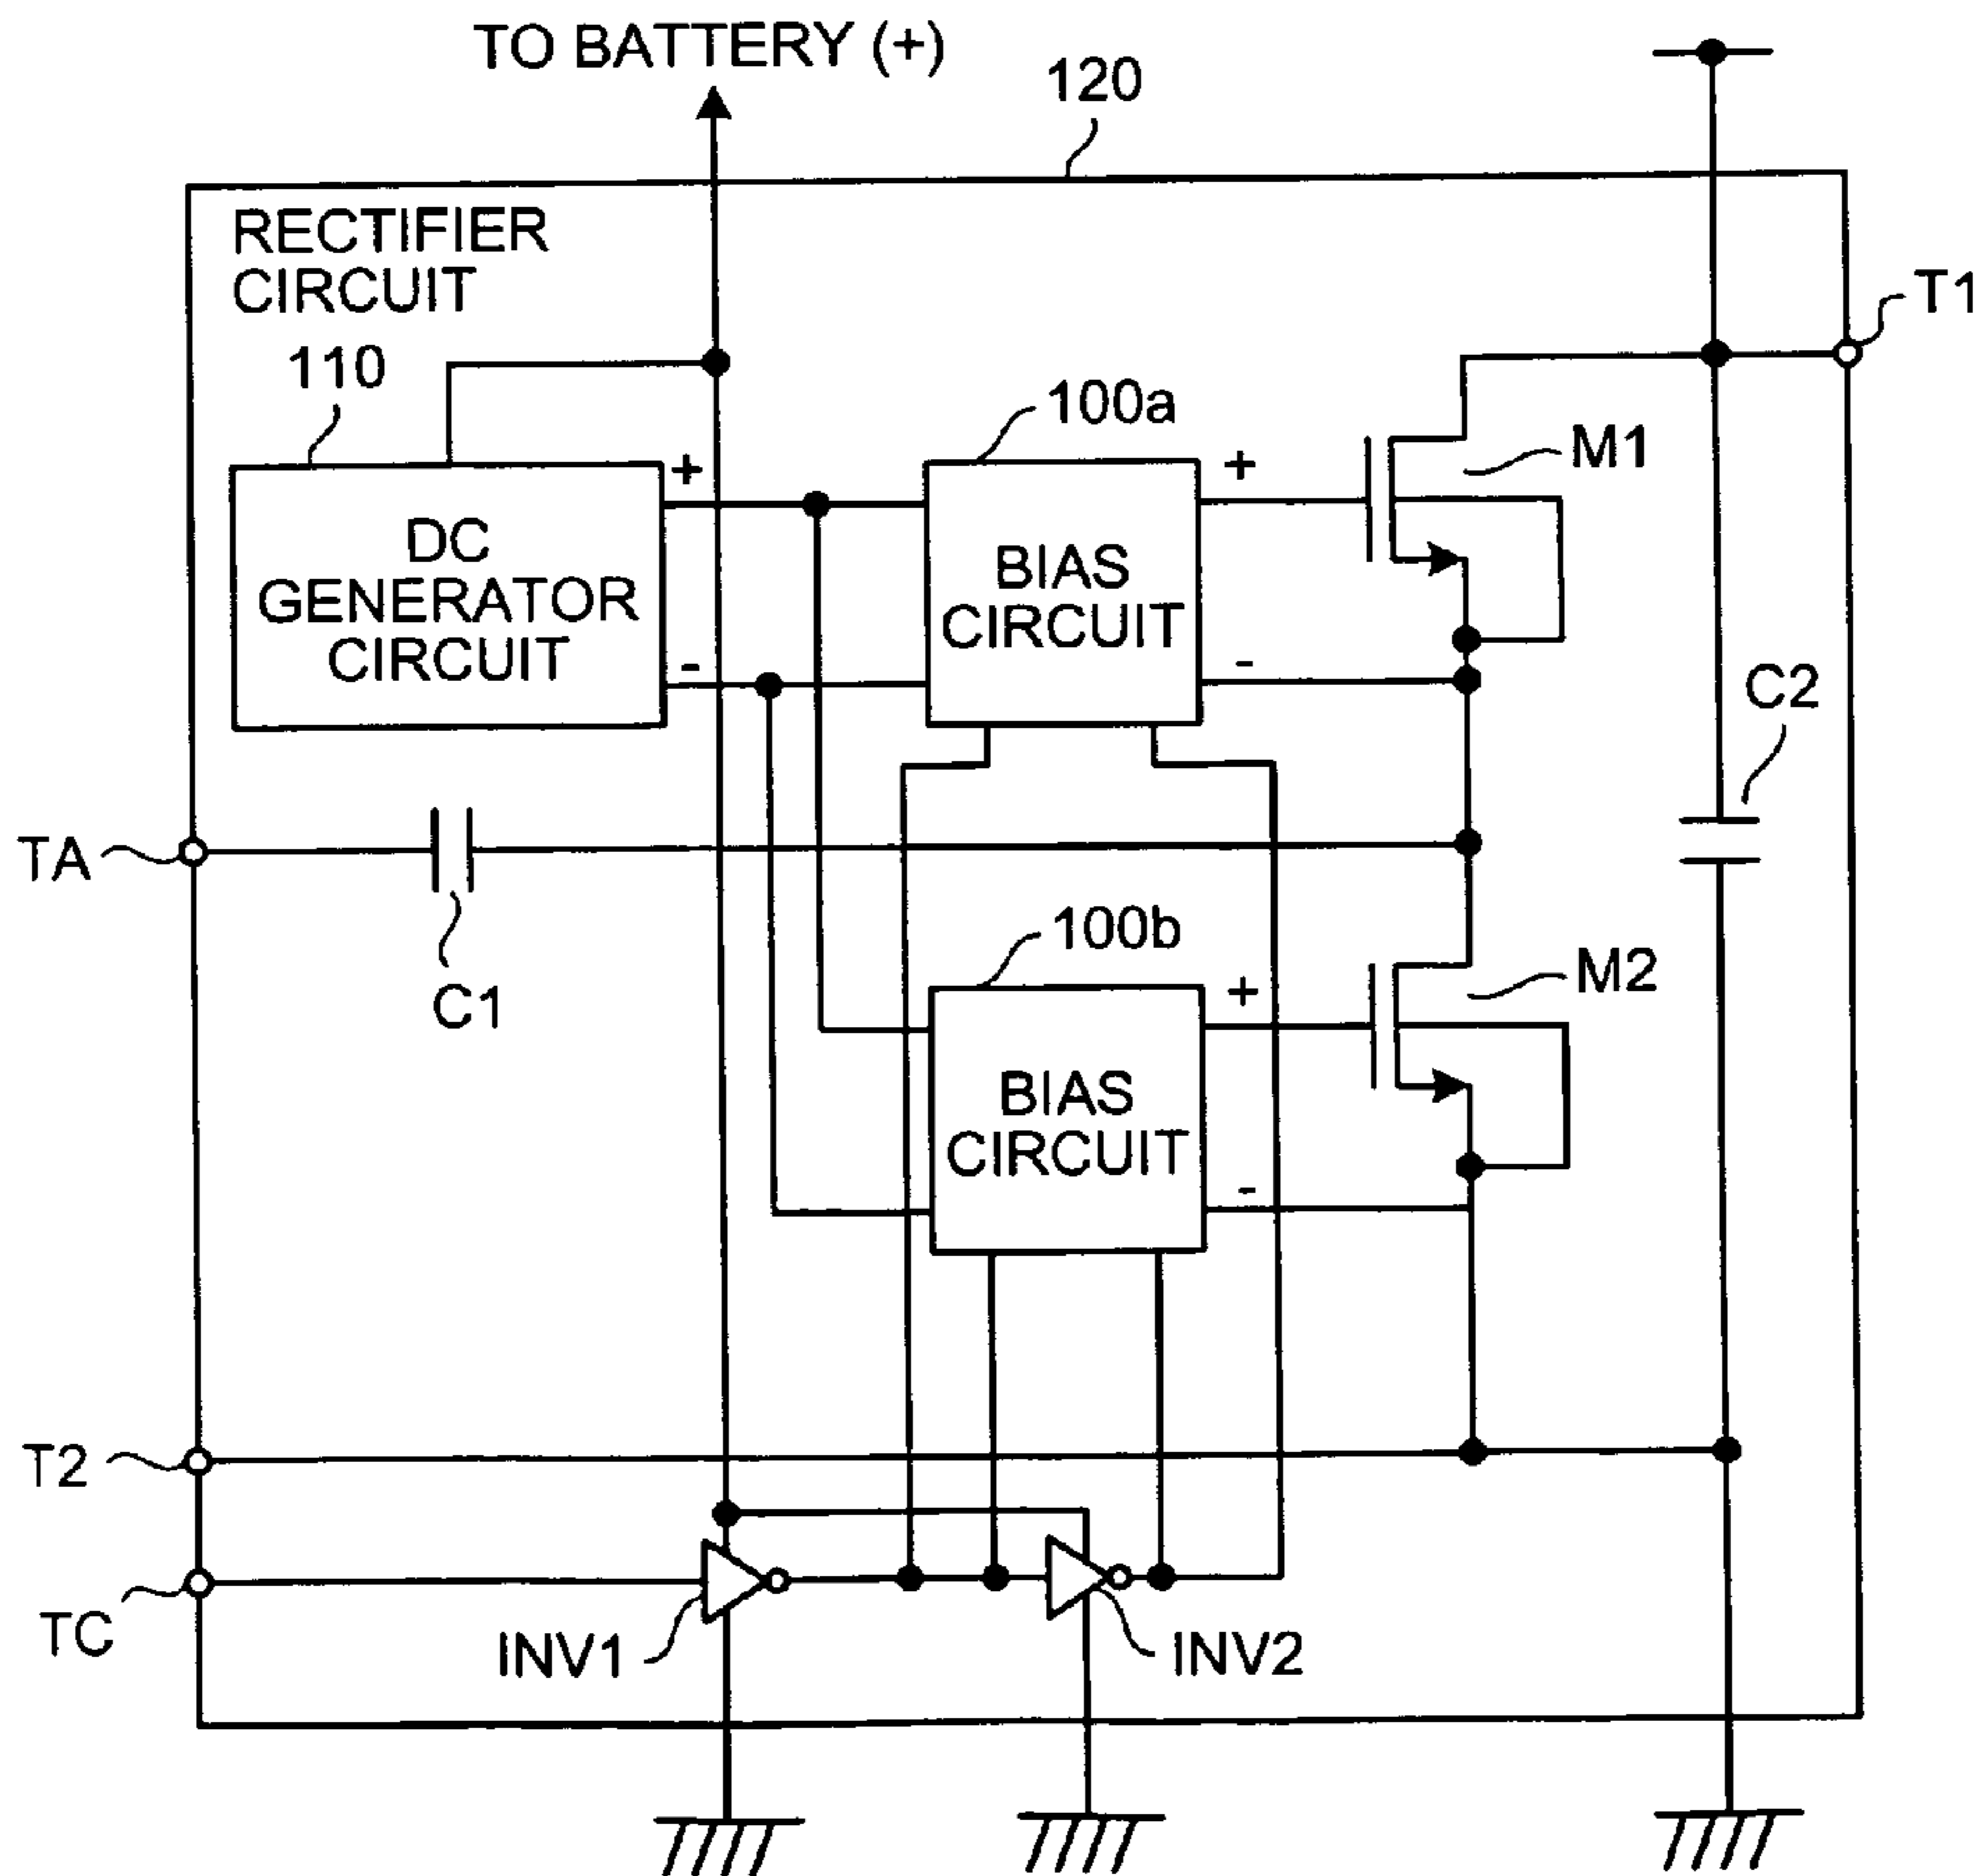 TO BATTERY (+)
120
RECTIFIER
CIRCUIT
T1
110
100a
M1
+
+
DC
GENERATOR
CIRCUIT
BIAS
CIRCUIT
-
-
C2
TA
C1
100b
M2
+
BIAS
CIRCUIT
-
T2
TC
INV1
INV2